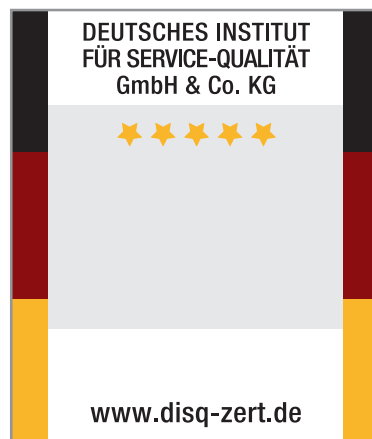 DEUTSCHES INSTITUT
FÜR SERVICE-QUALITÄT
GmbH & Co. KG
www.disq-zert.de